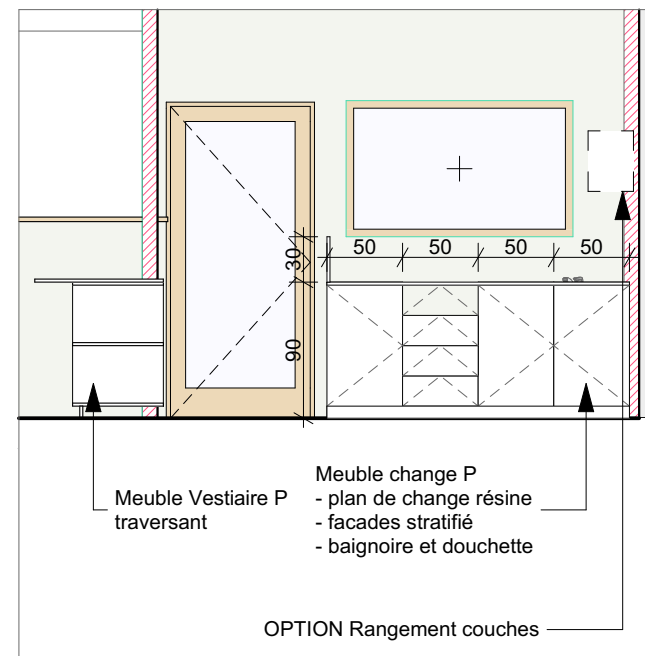 50 50 50 50
30
90
Meuble Vestiaire P
traversant
Meuble change P
- plan de change résine
- facades stratifié
- baignoire et douchette
OPTION Rangement couches